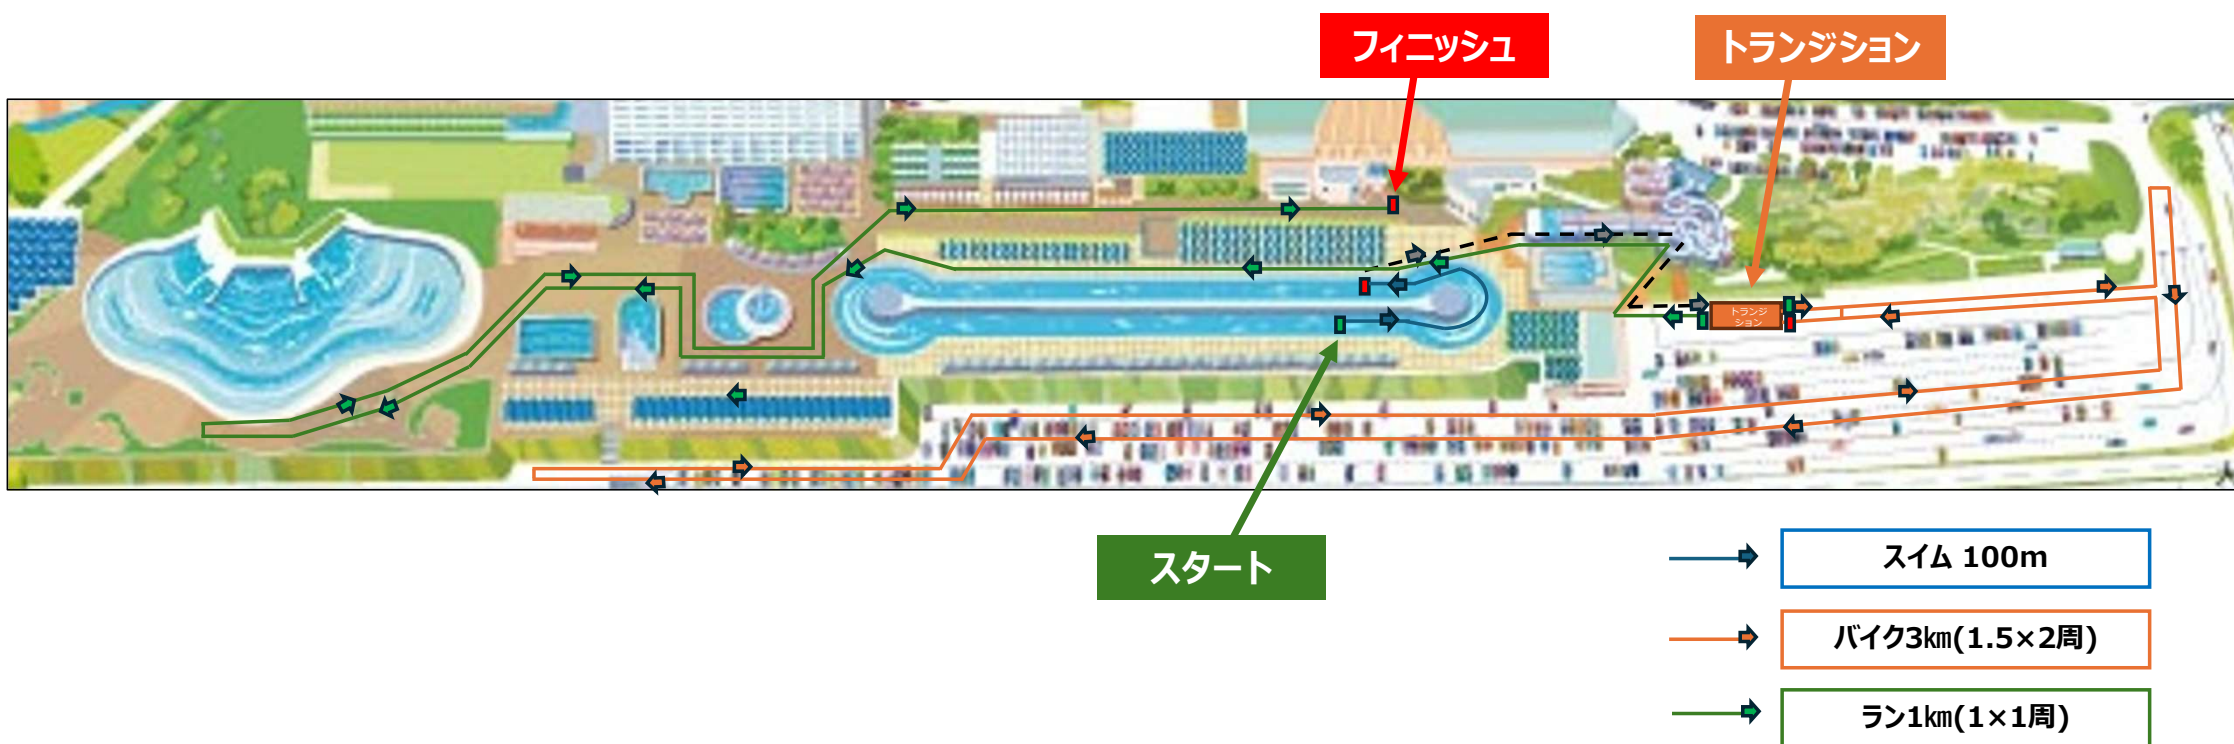 フィニッシュ
トランジション
トランジ
ション
スタート
スイム 100m
バイク3㎞(1.5×2周)
ラン1㎞(1×1周)